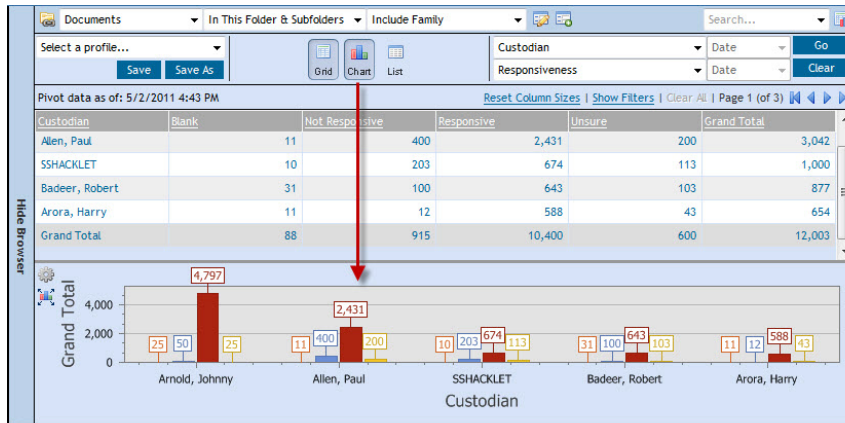 Documents In This Folder & Subfolders Include Family Search...
Select a profile... Custodian Date Go
Save Save As Grid Chart List Responsiveness Date Clear
Pivot data as of: 5/2/2011 4:43 PM Reset Column Sizes | Show Filters | Clear All | Page 1 (of 3)
Custodian Blank Not Responsive Responsive Unsure Grand Total
Allen, Paul 11 400 2,431 200 3,042
SSHACKLET 10 203 674 113 1,000
Badeer, Robert 31 100 643 103 877
Arora, Harry 11 12 588 43 654
Grand Total 88 915 10,400 600 12,003
Hide Browser
Grand Total
4,000
2,000
0
25 50 4,797 25
11 400 2,431 200
10 203 674 113
31 100 643 103
11 12 588 43
Arnold, Johnny Allen, Paul SSHACKLET Badeer, Robert Arora, Harry
Custodian